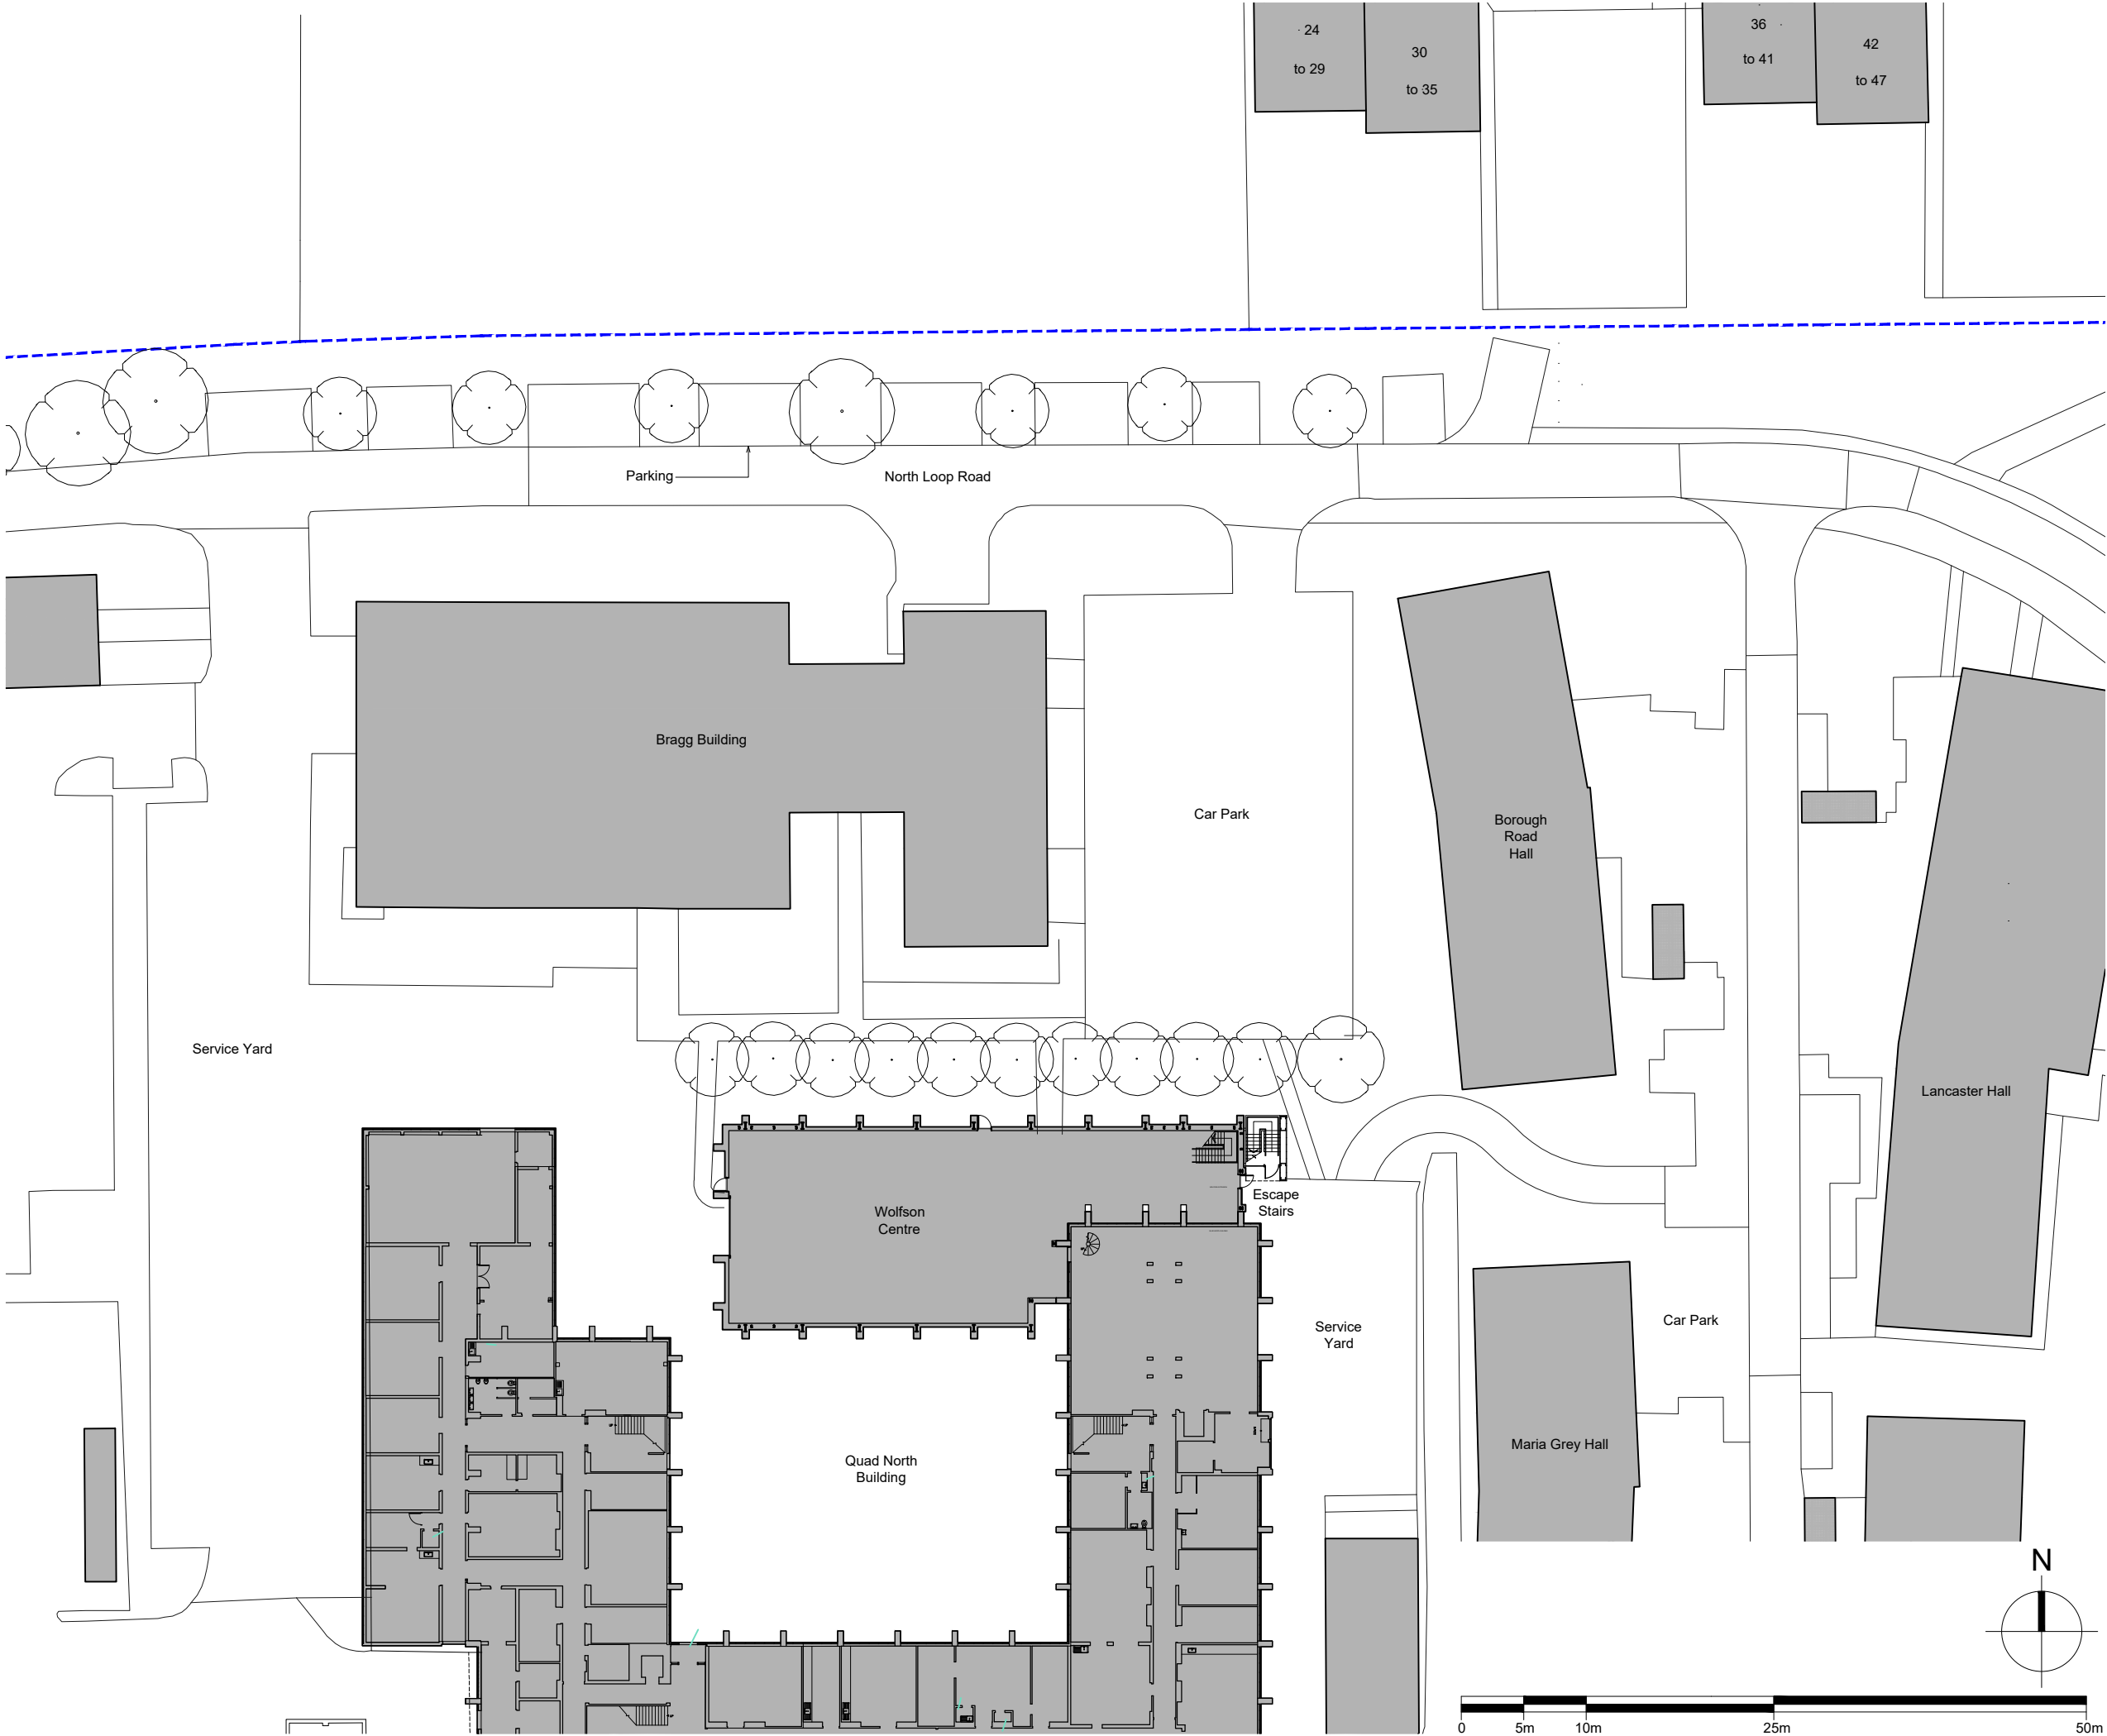 24
to 29
30
to 35
36
to 41
42
to 47
Parking
North Loop Road
Bragg Building
Car Park
Borough
Road
Hall
Service Yard
Lancaster Hall
Wolfson
Centre
Escape
Stairs
Service
Yard
Car Park
Maria Grey Hall
Quad North
Building
N
0
5m
10m
25m
50m